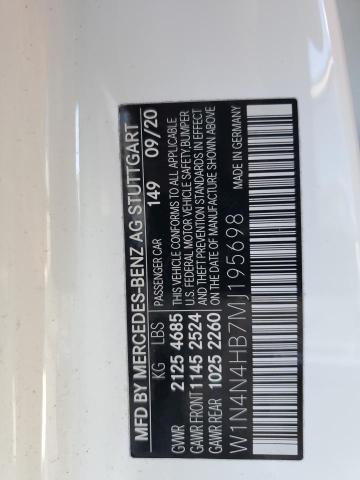 MFD BY MERCEDES-BENZ AG STUTTGART
KG LBS PASSENGER CAR 149 09/20
GVWR 2125 4685 THIS VEHICLE CONFORMS TO ALL APPLICABLE
U.S. FEDERAL MOTOR VEHICLE SAFETY BUMPER
GAWR FRONT 1145 2524 AND THEFT PREVENTION STANDARDS IN EFFECT
GAWR REAR 1025 2260 ON THE DATE OF MANUFACTURE SHOWN ABOVE
W1N4N4HB7MJ195698 MADE IN GERMANY